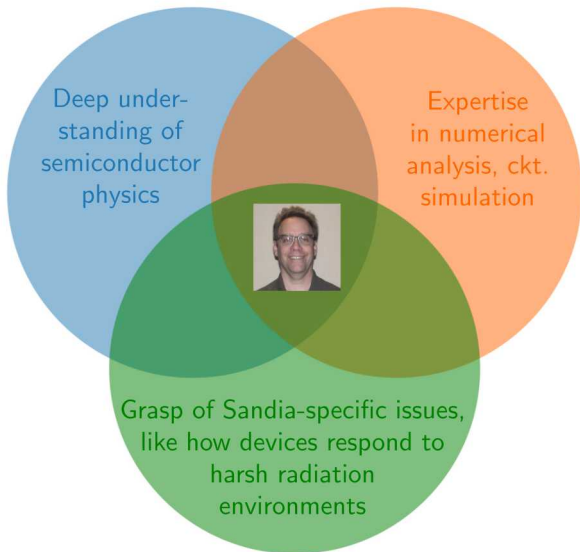 Deep under-
standing of
semiconductor
physics
Expertise
in numerical
analysis, ckt.
simulation
Grasp of Sandia-specific issues,
like how devices respond to
harsh radiation
environments